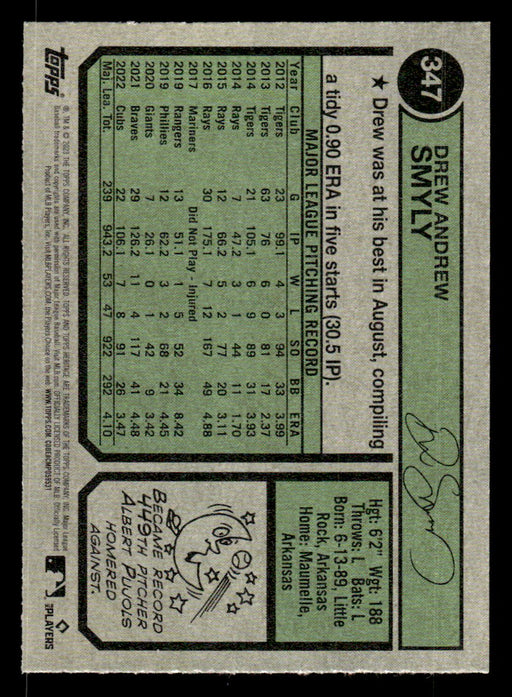 347
DREW ANDREW
SMYLY
★ Drew was at his best in August, compiling
a tidy 0.90 ERA in five starts (30.5 IP).
MAJOR LEAGUE PITCHING RECORD
Year Club G IP W L SO BB ERA
2012 Tigers 23 99.1 4 3 94 33 3.99
2013 Tigers 63 76 6 0 81 17 2.37
2014 Tigers 21 105.1 6 9 89 31 3.93
2014 Rays 7 47.2 3 1 44 11 1.70
2015 Rays 12 66.2 5 2 77 20 3.11
2016 Rays 30 175.1 7 12 167 49 4.88
2017 Mariners Did Not Play - Injured
2019 Rangers 13 51.1 1 5 52 34 8.42
2019 Phillies 12 62.2 3 2 68 21 4.45
2020 Giants 7 26.1 0 1 42 9 3.42
2021 Braves 29 126.2 11 4 117 41 4.48
2022 Cubs 22 106.1 7 8 91 26 3.47
Maj. Lea. Tot. 239 943.2 53 47 922 292 4.10
Hgt: 6'2" Wgt: 188
Throws: L Bats: L
Born: 6-13-89, Little
Rock, Arkansas
Home: Maumelle,
Arkansas
BECAME RECORD
449TH PITCHER
ALBERT PUJOLS
HOMERED
AGAINST.
topps
MLB PLAYERS